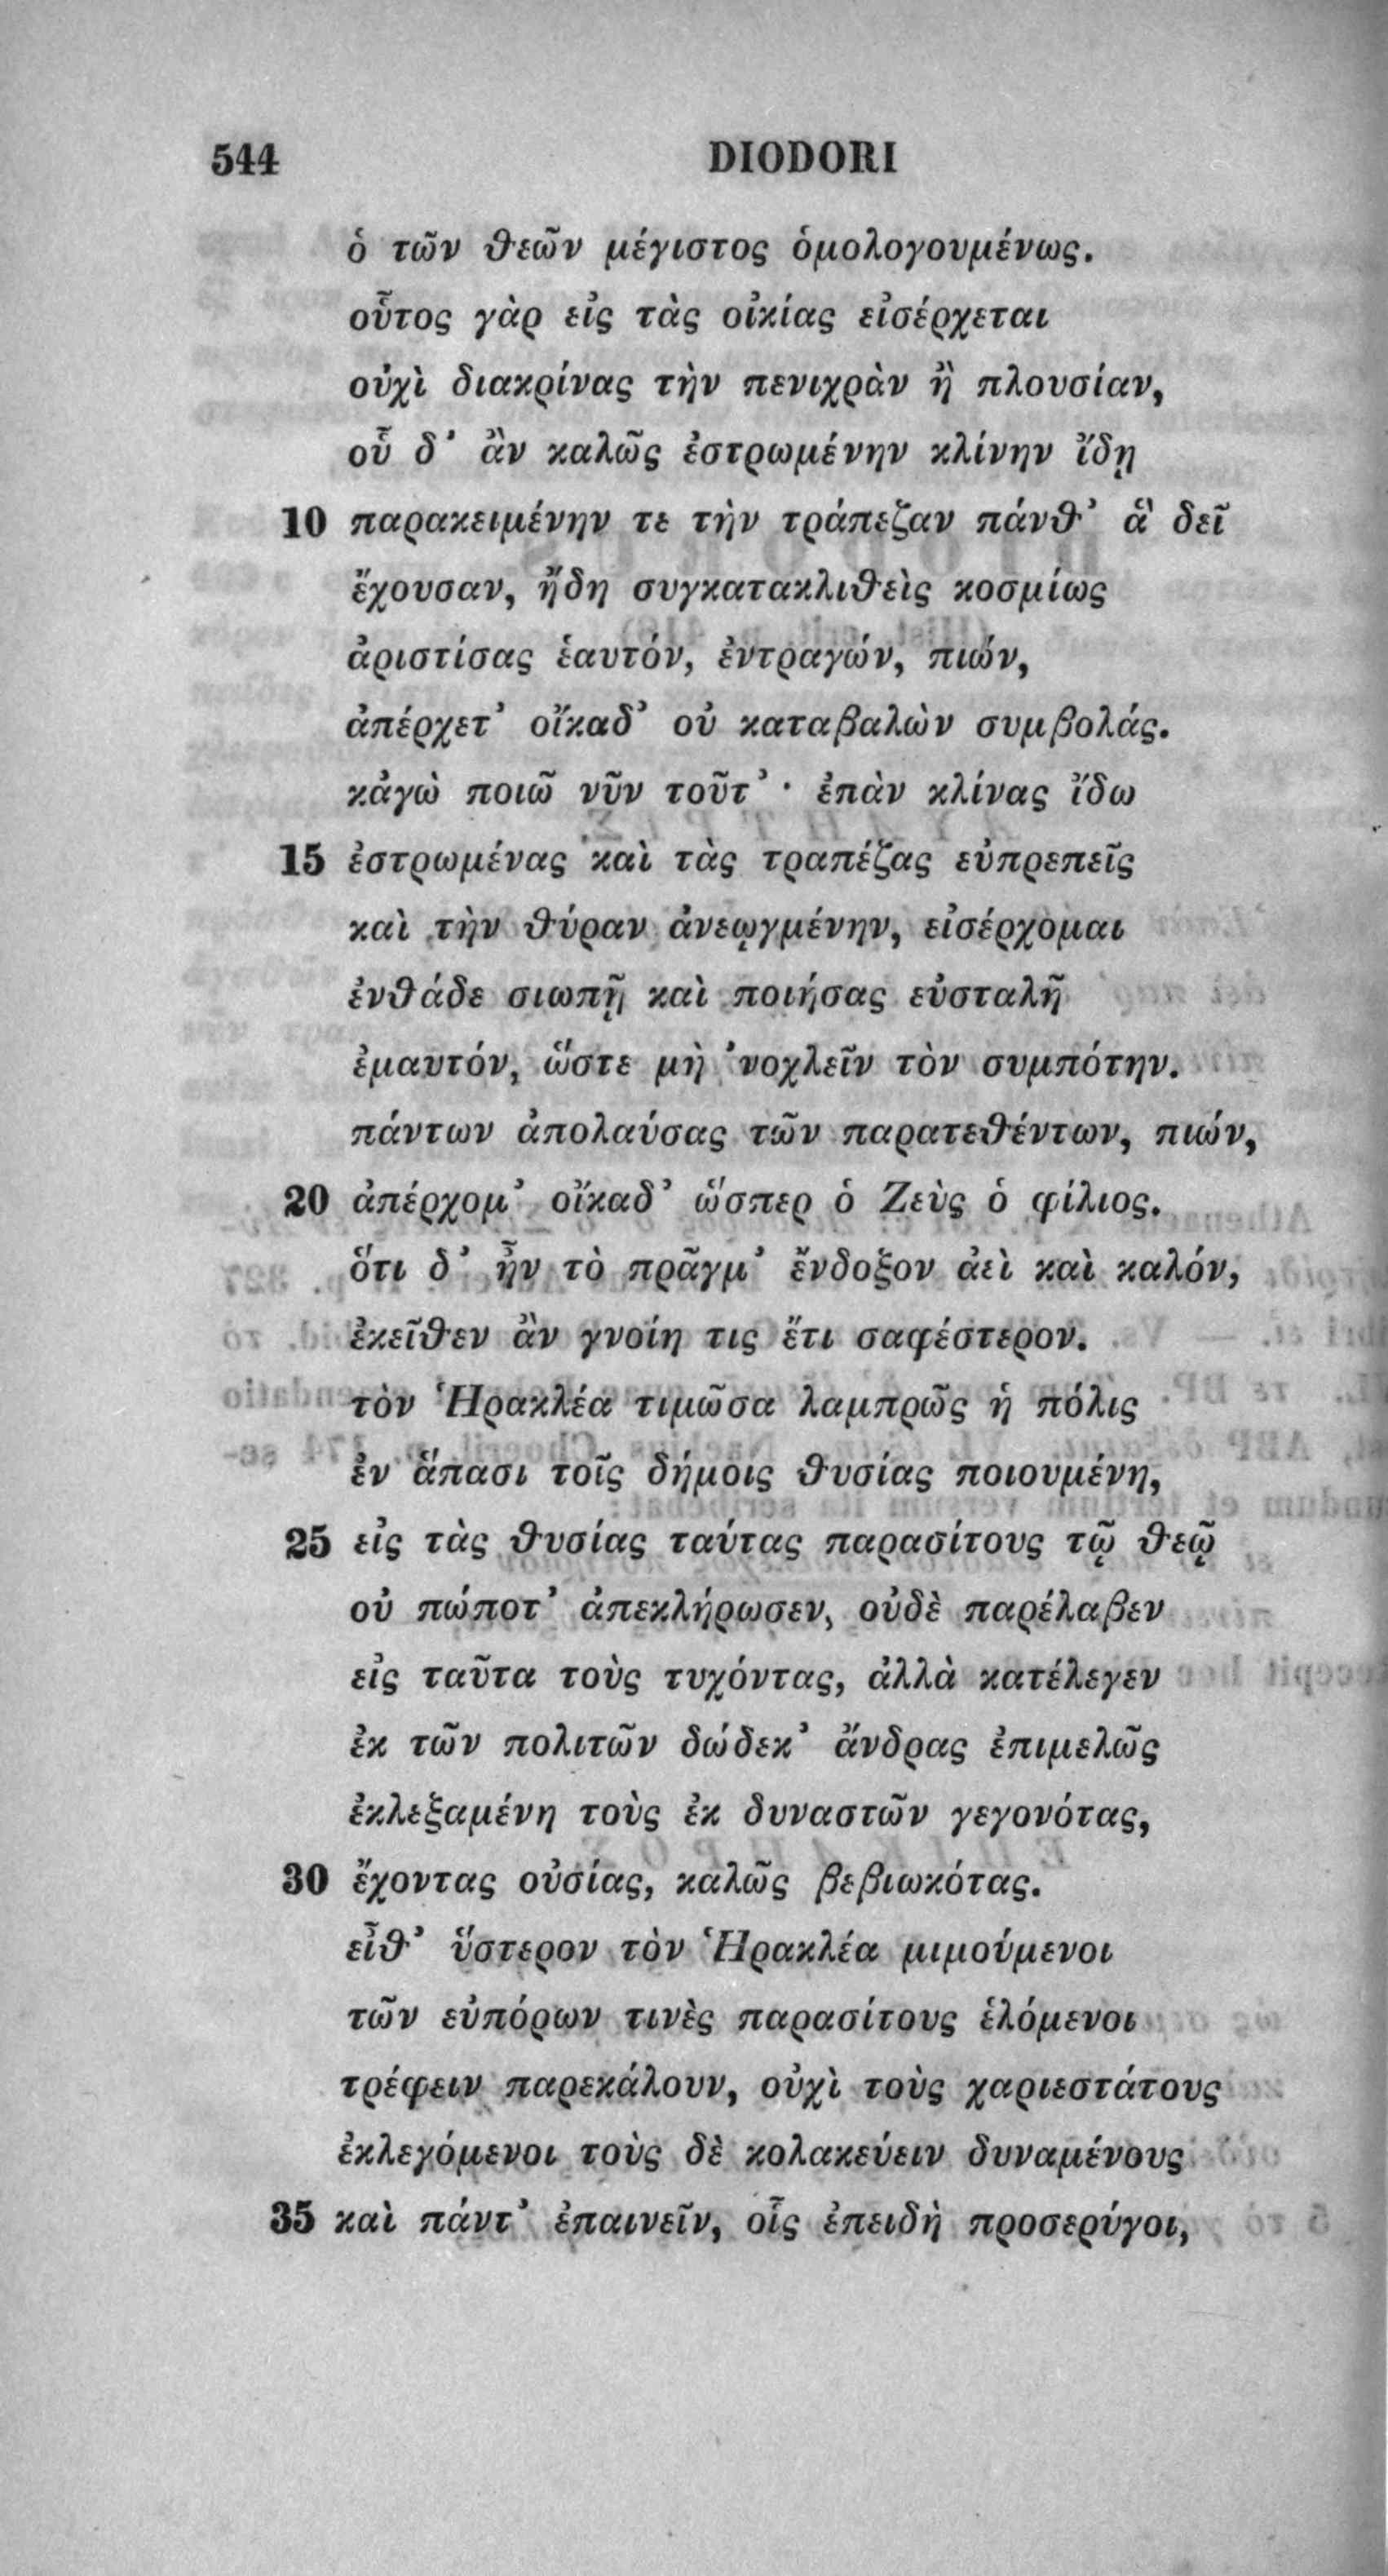 544 DIODORI
ὁ τῶν θεῶν μέγιστος ὁμολογουμένως.
οὗτος γὰρ εἰς τὰς οἰκίας εἰσέρχεται
οὐχὶ διακρίνας τὴν πενιχρὰν ἢ πλουσίαν,
οὗ δ᾽ ἂν καλῶς ἐστρωμένην κλίνην ἴδῃ
10 παρακειμένην τε τὴν τράπεζαν πάνθ᾽ ἃ δεῖ
ἔχουσαν, ἤδη συγκατακλιθεὶς κοσμίως
ἀριστίσας ἑαυτόν, ἐντραγών, πιών,
ἀπέρχετ᾽ οἴκαδ᾽ οὐ καταβαλὼν συμβολάς.
κἀγὼ ποιῶ νῦν τοῦτ᾽· ἐπὰν κλίνας ἴδω
15 ἐστρωμένας καὶ τὰς τραπέζας εὐπρεπεῖς
καὶ τὴν θύραν ἀνεῳγμένην, εἰσέρχομαι
ἐνθάδε σιωπῇ καὶ ποιήσας εὐσταλῆ
ἐμαυτόν, ὥστε μὴ ᾽νοχλεῖν τὸν συμπότην.
πάντων ἀπολαύσας τῶν παρατεθέντων, πιών,
20 ἀπέρχομ᾽ οἴκαδ᾽ ὥσπερ ὁ Ζεὺς ὁ φίλιος.
ὅτι δ᾽ ἦν τὸ πρᾶγμ᾽ ἔνδοξον ἀεὶ καὶ καλόν,
ἐκεῖθεν ἂν γνοίη τις ἔτι σαφέστερον.
τὸν Ἡρακλέα τιμῶσα λαμπρῶς ἡ πόλις
ἐν ἅπασι τοῖς δήμοις θυσίας ποιουμένη,
25 εἰς τὰς θυσίας ταύτας παρασίτους τῷ θεῷ
οὐ πώποτ᾽ ἀπεκλήρωσεν, οὐδὲ παρέλαβεν
εἰς ταῦτα τοὺς τυχόντας, ἀλλὰ κατέλεγεν
ἐκ τῶν πολιτῶν δώδεκ᾽ ἄνδρας ἐπιμελῶς
ἐκλεξαμένη τοὺς ἐκ δυναστῶν γεγονότας,
30 ἔχοντας οὐσίας, καλῶς βεβιωκότας.
εἶθ᾽ ὕστερον τὸν Ἡρακλέα μιμούμενοι
τῶν εὐπόρων τινὲς παρασίτους ἑλόμενοι
τρέφειν παρεκάλουν, οὐχὶ τοὺς χαριεστάτους
ἐκλεγόμενοι τοὺς δὲ κολακεύειν δυναμένους
35 καὶ πάντ᾽ ἐπαινεῖν, οἷς ἐπειδὴ προσερύγοι,